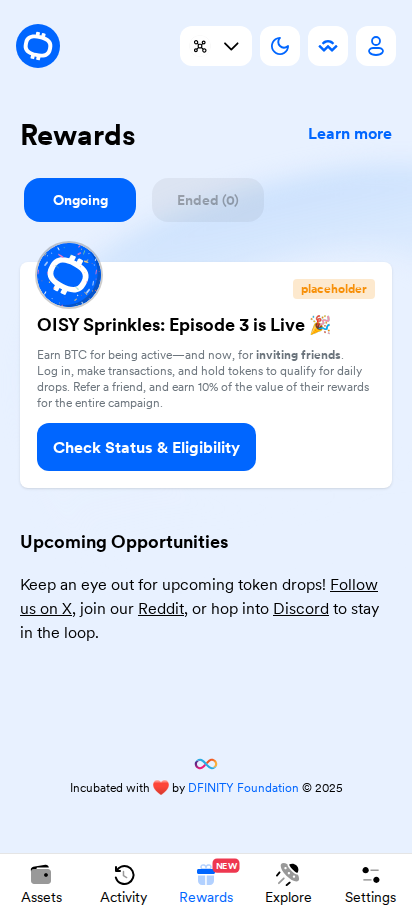 Rewards
Learn more
Ongoing
Ended (0)
placeholder
OISY Sprinkles: Episode 3 is Live 🎉
Earn BTC for being active—and now, for inviting friends.
Log in, make transactions, and hold tokens to qualify for daily
drops. Refer a friend, and earn 10% of the value of their rewards
for the entire campaign.
Check Status & Eligibility
Upcoming Opportunities
Keep an eye out for upcoming token drops! Follow
us on X, join our Reddit, or hop into Discord to stay
in the loop.
Incubated with ❤️ by DFINITY Foundation © 2025
NEW
Assets
Activity
Rewards
Explore
Settings